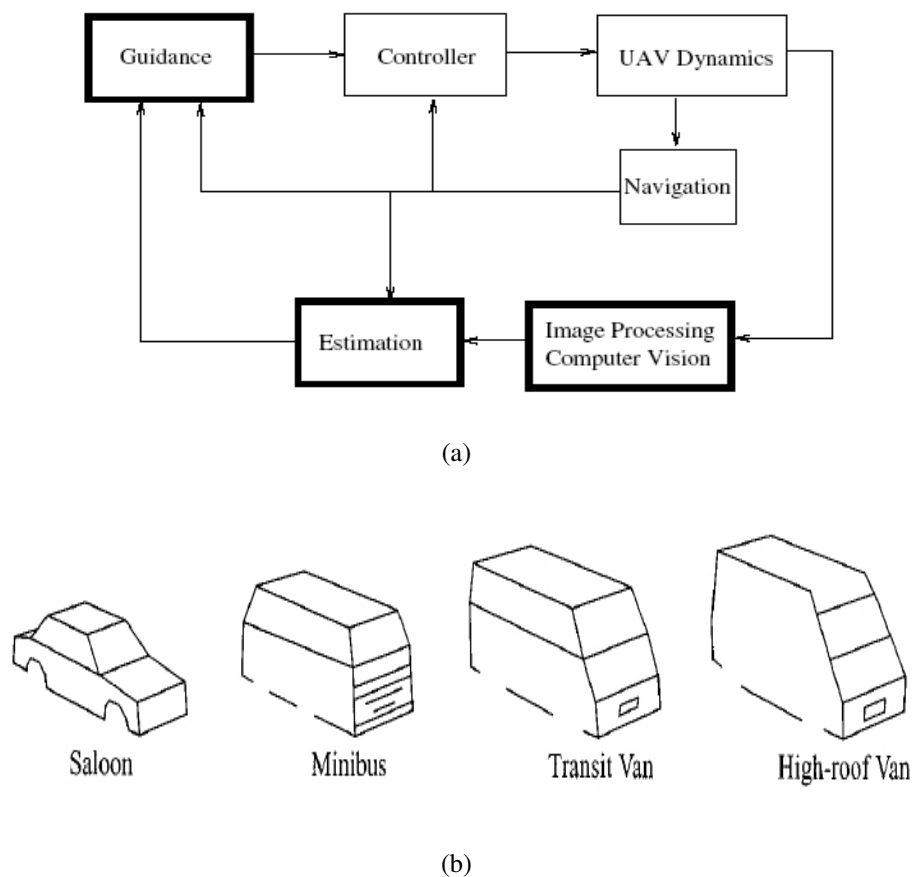 Guidance
Controller
UAV Dynamics
Navigation
Estimation
Image Processing
Computer Vision
(a)
Saloon
Minibus
Transit Van
High-roof Van
(b)